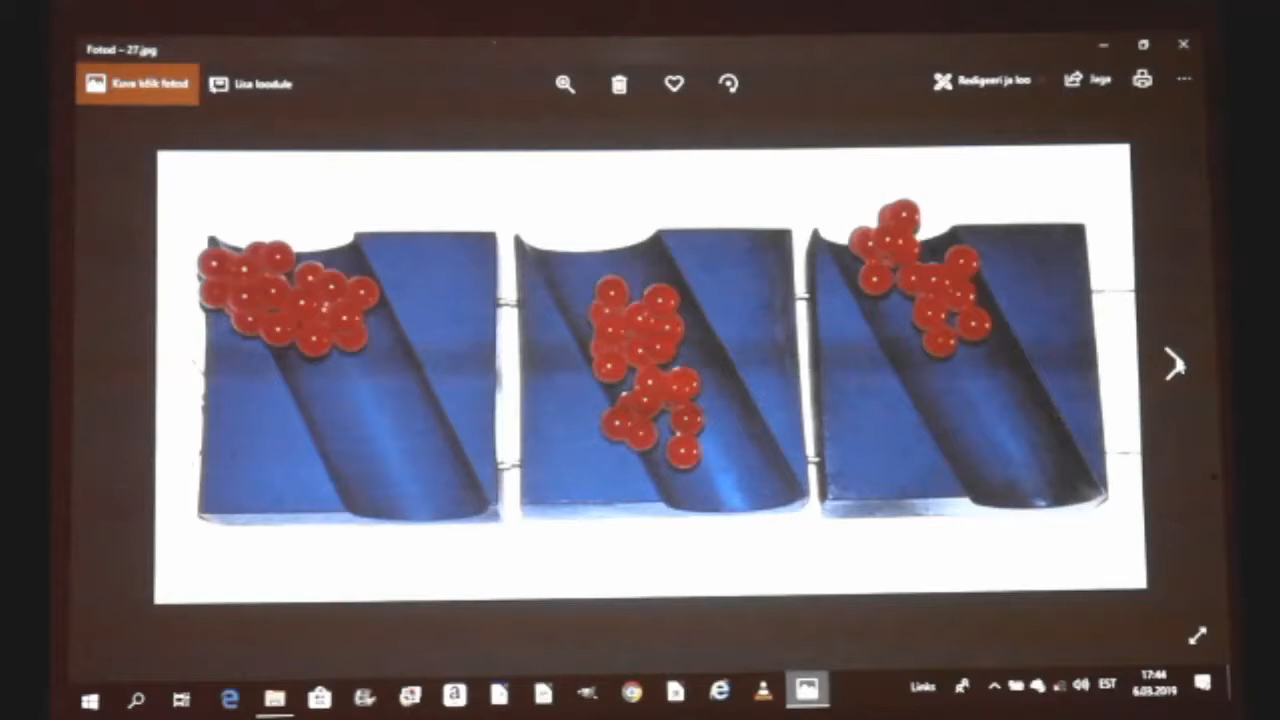 Fotod - 27.jpg
Kuva kõik fotod
Lisa loodule
Redigeeri ja loo
Jaga
Links
EST
17:44
6.03.2019